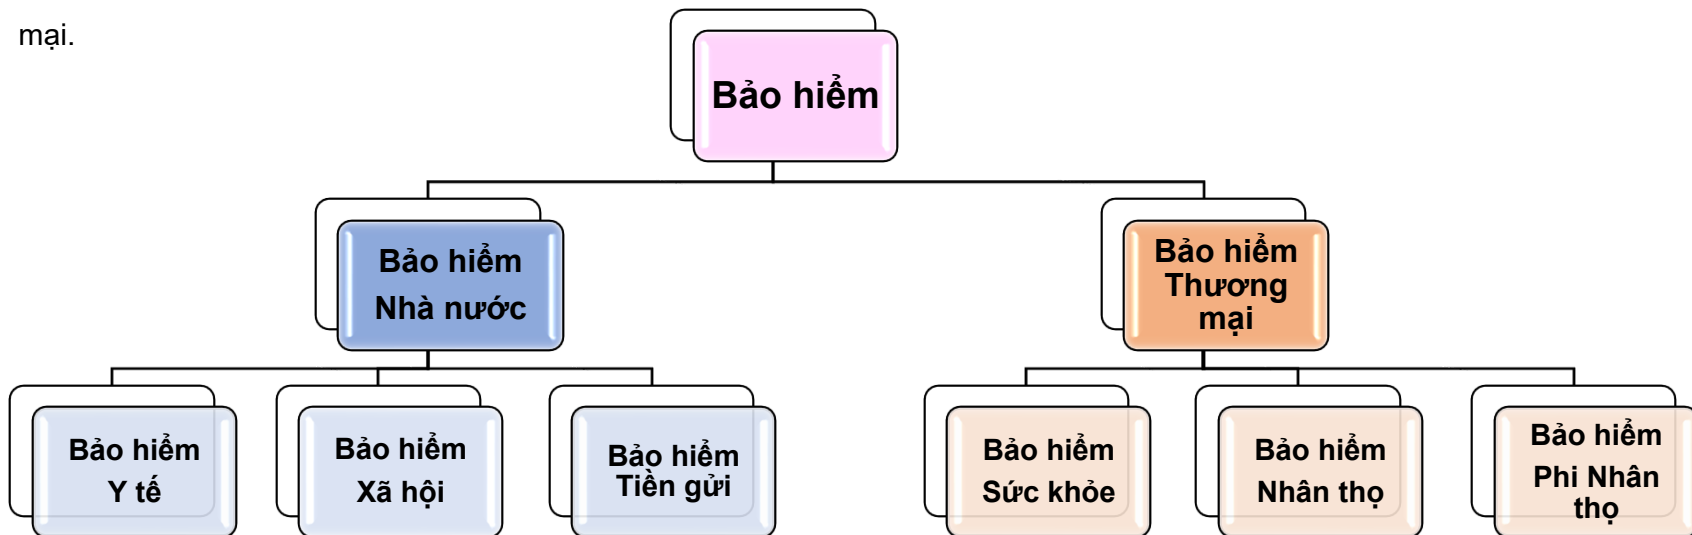 mại.
Bảo hiểm
Bảo hiểm
Nhà nước
Bảo hiểm
Thương
mại
Bảo hiểm
Y tế
Bảo hiểm
Xã hội
Bảo hiểm
Tiền gửi
Bảo hiểm
Sức khỏe
Bảo hiểm
Nhân thọ
Bảo hiểm
Phi Nhân
thọ